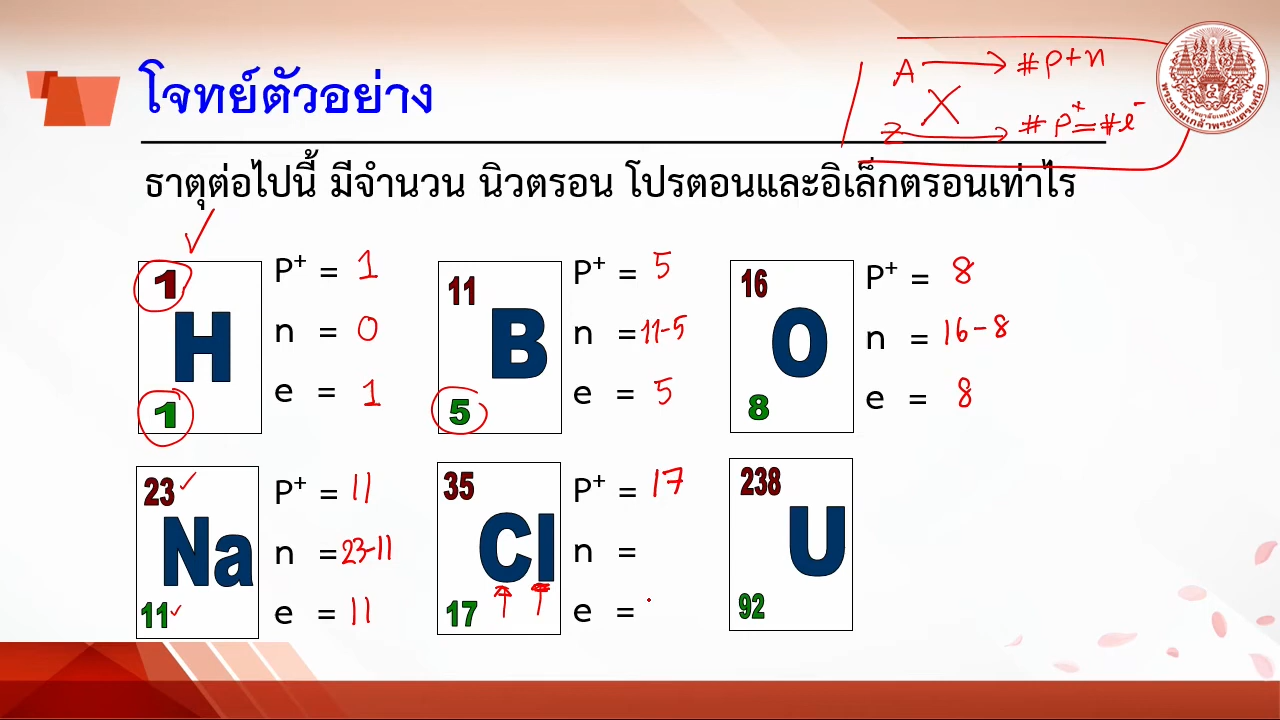 โจทย์ตัวอย่าง
A → #P+n
X
Z → #P⁺=#e⁻
ธาตุต่อไปนี้ มีจำนวน นิวตรอน โปรตอนและอิเล็กตรอนเท่าไร
1
H
1
P⁺ = 1
n = 0
e = 1
11
B
5
P⁺ = 5
n = 11-5
e = 5
16
O
8
P⁺ = 8
n = 16-8
e = 8
23
Na
11
P⁺ = 11
n = 23-11
e = 11
35
Cl
17
P⁺ = 17
n =
e =
238
U
92